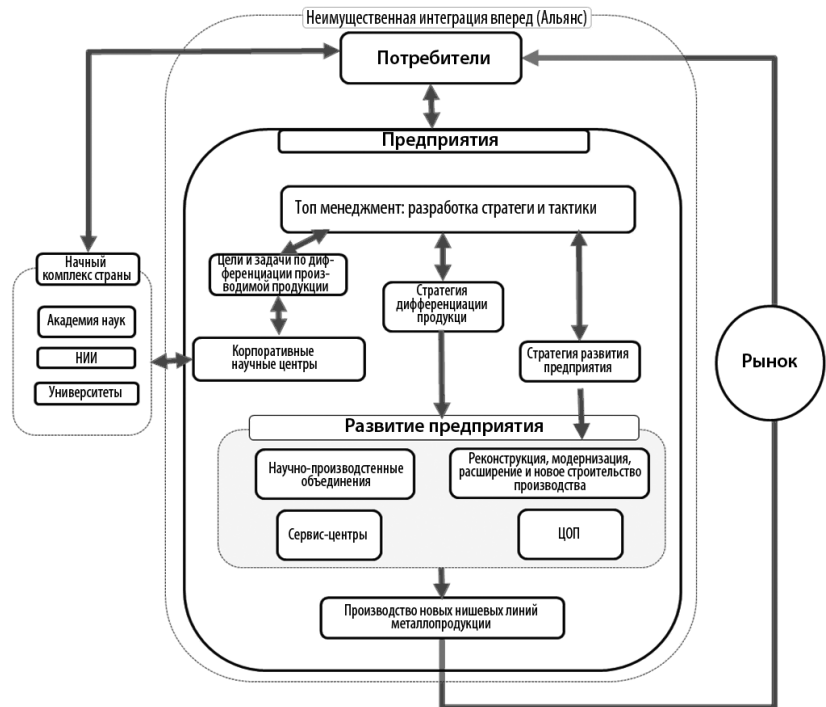 Неимущественная интеграция вперед (Альянс)
Потребители
Предприятия
Топ менеджмент: разработка стратеги и тактики
Цели и задачи по диф-
ференциации произ-
водимой продукции
Стратегия
дифференциации
продукци
Начный
комплекс страны
Академия наук
НИИ
Университеты
Корпоративные
научные центры
Стратегия развития
предприятия
Рынок
Развитие предприятия
Научно-производстенные
объединения
Реконструкция, модернизация,
расширение и новое строительство
производства
Сервис-центры
ЦОП
Производство новых нишевых линий
металлопродукции